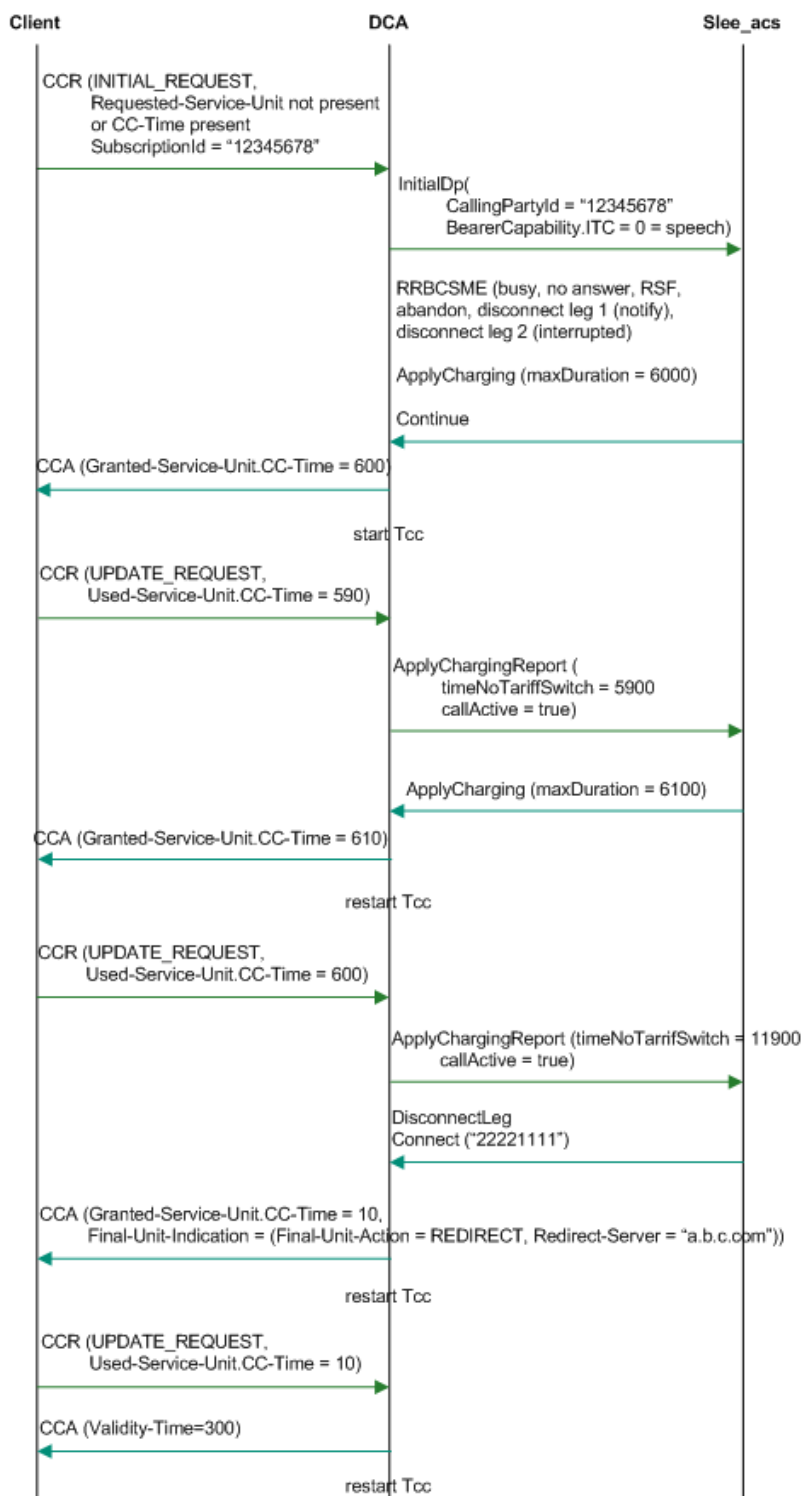 Client DCA Slee_acs
CCR (INITIAL_REQUEST,
Requested-Service-Unit not present
or CC-Time present
SubscriptionId = “12345678”
InitialDp(
CallingPartyId = “12345678”
BearerCapability.ITC = 0 = speech)
RRBCSME (busy, no answer, RSF,
abandon, disconnect leg 1 (notify),
disconnect leg 2 (interrupted)
ApplyCharging (maxDuration = 6000)
Continue
CCA (Granted-Service-Unit.CC-Time = 600)
start Tcc
CCR (UPDATE_REQUEST,
Used-Service-Unit.CC-Time = 590)
ApplyChargingReport (
timeNoTariffSwitch = 5900
callActive = true)
ApplyCharging (maxDuration = 6100)
CCA (Granted-Service-Unit.CC-Time = 610)
restart Tcc
CCR (UPDATE_REQUEST,
Used-Service-Unit.CC-Time = 600)
ApplyChargingReport (timeNoTarrifSwitch = 11900
callActive = true)
DisconnectLeg
Connect (“22221111”)
CCA (Granted-Service-Unit.CC-Time = 10,
Final-Unit-Indication = (Final-Unit-Action = REDIRECT, Redirect-Server = “a.b.c.com”))
restart Tcc
CCR (UPDATE_REQUEST,
Used-Service-Unit.CC-Time = 10)
CCA (Validity-Time=300)
restart Tcc